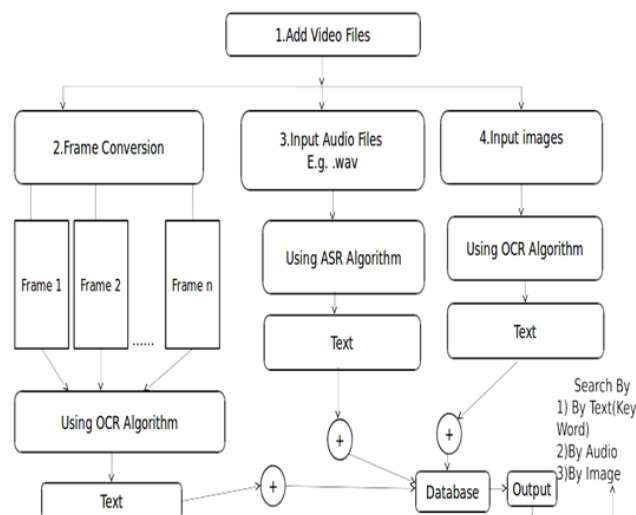 1.Add Video Files
2.Frame Conversion
3.Input Audio Files
E.g. .wav
4.Input images
Frame 1
Frame 2
......
Frame n
Using ASR Algorithm
Using OCR Algorithm
Text
Text
Using OCR Algorithm
Text
+
+
+
Database
Output
Search By
1) By Text(Key
Word)
2)By Audio
3)By Image